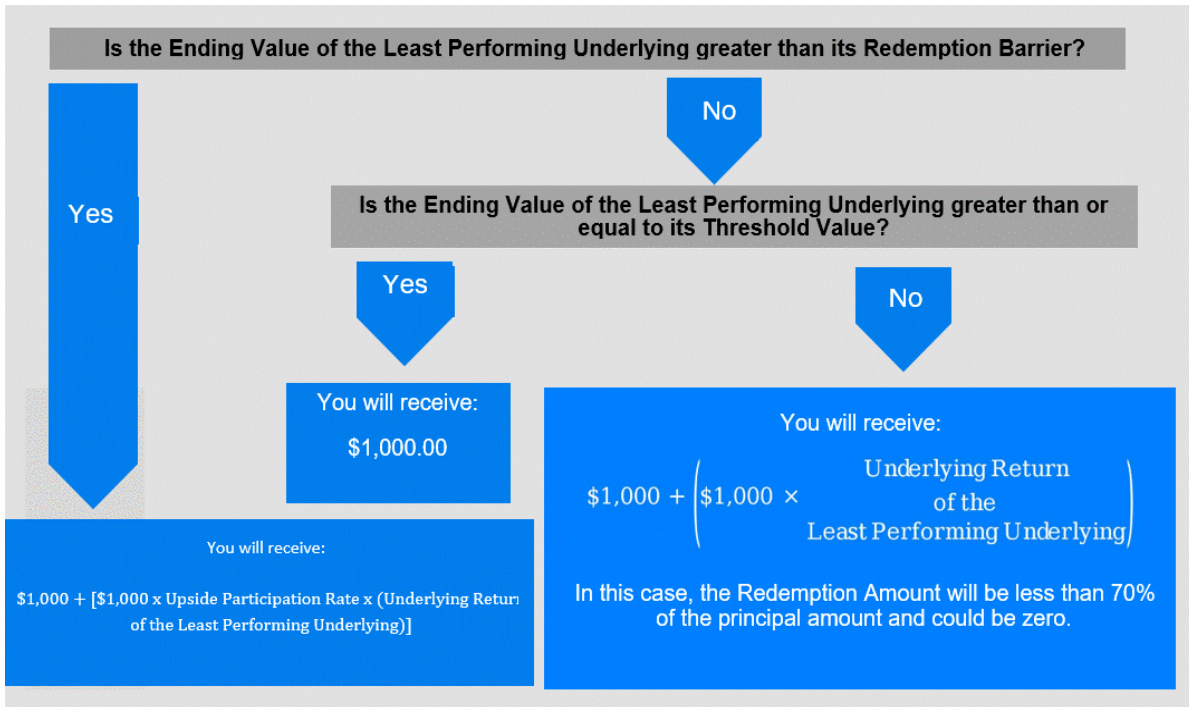 Is the Ending Value of the Least Performing Underlying greater than its Redemption Barrier?
No
Yes
Is the Ending Value of the Least Performing Underlying greater than or
equal to its Threshold Value?
Yes
No
You will receive:
$1,000.00
You will receive:
$1,000 + ($1,000 × Underlying Return
of the
Least Performing Underlying)
In this case, the Redemption Amount will be less than 70%
of the principal amount and could be zero.
You will receive:
$1,000 + [$1,000 x Upside Participation Rate x (Underlying Return
of the Least Performing Underlying)]